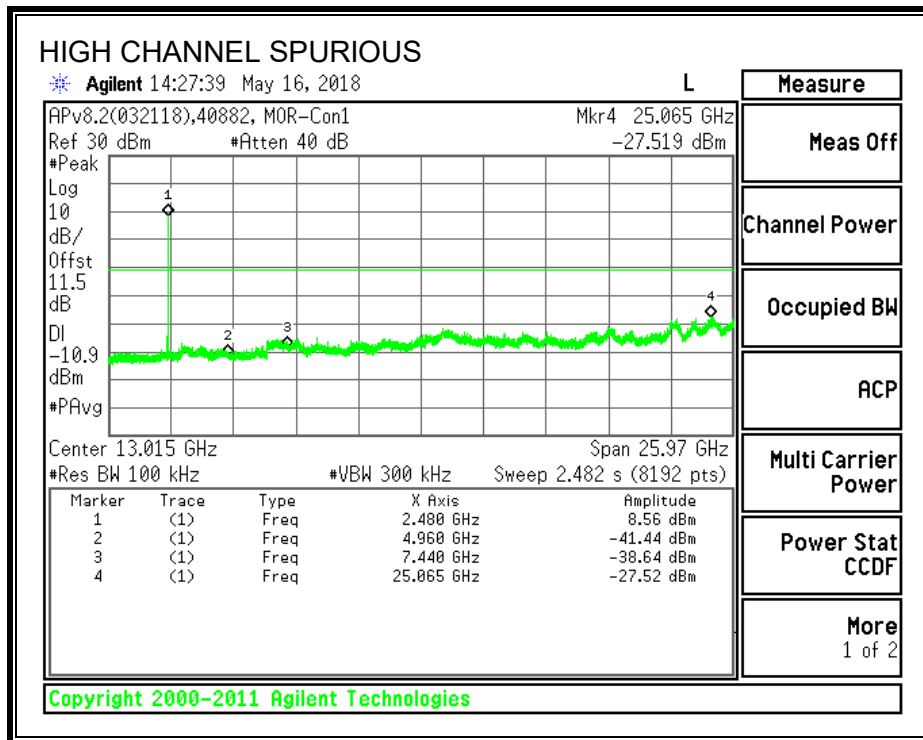 HIGH CHANNEL SPURIOUS
Agilent 14:27:39 May 16, 2018 L
APv8.2(032118),40882, MOR-Con1 Mkr4 25.065 GHz
Ref 30 dBm #Atten 40 dB -27.519 dBm
#Peak
Log
10
dB/
Offst
11.5
dB
DI
-10.9
dBm
#PAvg
1
2
3
4
Center 13.015 GHz Span 25.97 GHz
#Res BW 100 kHz #VBW 300 kHz Sweep 2.482 s (8192 pts)
Marker Trace Type X Axis Amplitude
1 (1) Freq 2.480 GHz 8.56 dBm
2 (1) Freq 4.960 GHz -41.44 dBm
3 (1) Freq 7.440 GHz -38.64 dBm
4 (1) Freq 25.065 GHz -27.52 dBm
Measure
Meas Off
Channel Power
Occupied BW
ACP
Multi Carrier
Power
Power Stat
CCDF
More
1 of 2
Copyright 2000-2011 Agilent Technologies